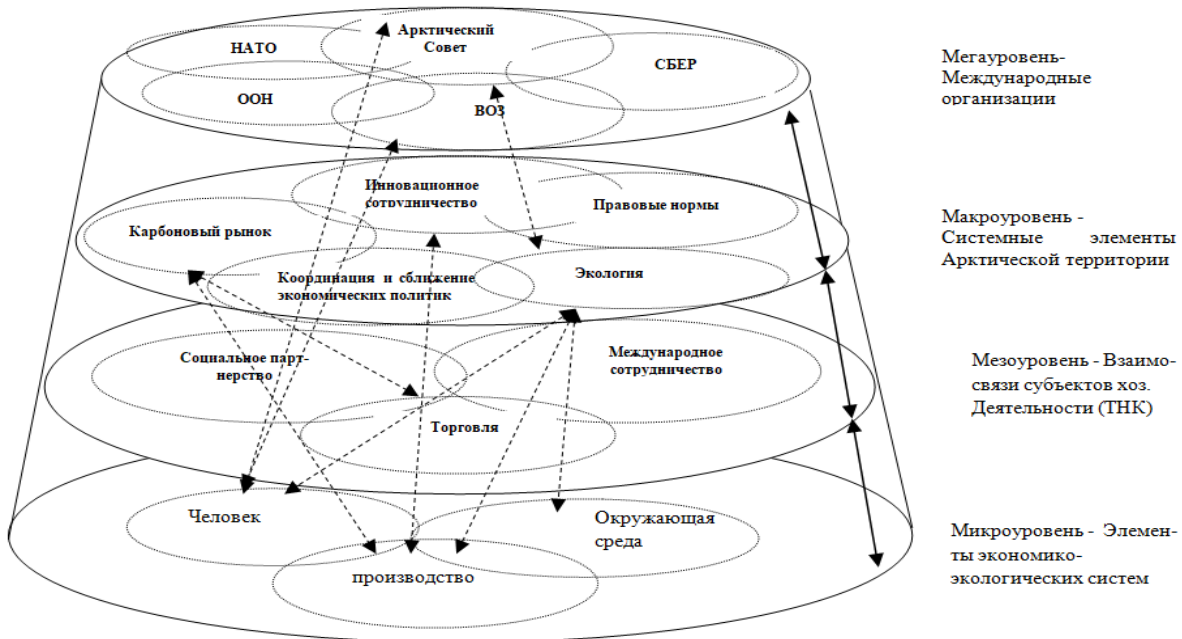 Арктический
Совет
НАТО
СБЕР
ООН
ВОЗ
Мегауровень-
Международные
организации
Инновационное
сотрудничество
Правовые нормы
Карбоновый рынок
Координация и сближение
экономических политик
Экология
Макроуровень -
Системные элементы
Арктической территории
Социальное парт-
нерство
Международное
сотрудничество
Торговля
Мезоуровень - Взаимо-
связи субъектов хоз.
Деятельности (ТНК)
Человек
Окружающая
среда
производство
Микроуровень - Элемен-
ты экономико-
экологических систем